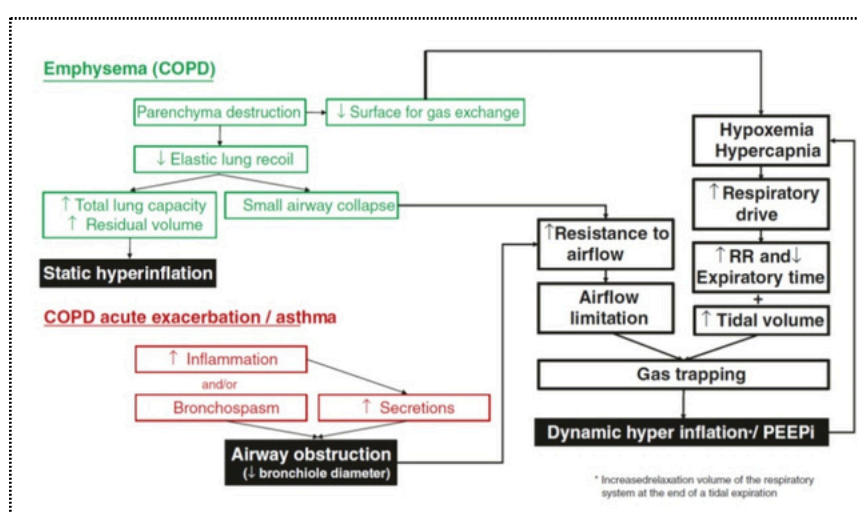 Emphysema (COPD)
Parenchyma destruction
↓ Surface for gas exchange
↓ Elastic lung recoil
↑ Total lung capacity
↑ Residual volume
Small airway collapse
Static hyperinflation
COPD acute exacerbation / asthma
↑ Inflammation
and/or
Bronchospasm
↑ Secretions
Airway obstruction
(↓ bronchiole diameter)
Hypoxemia
Hypercapnia
↑ Respiratory
drive
↑ Resistance to
airflow
↑ RR and ↓
Expiratory time
+
Airflow
limitation
↑ Tidal volume
Gas trapping
Dynamic hyper inflation*/ PEEPi
* Increasedrelaxation volume of the respiratory
system at the end of a tidal expiration